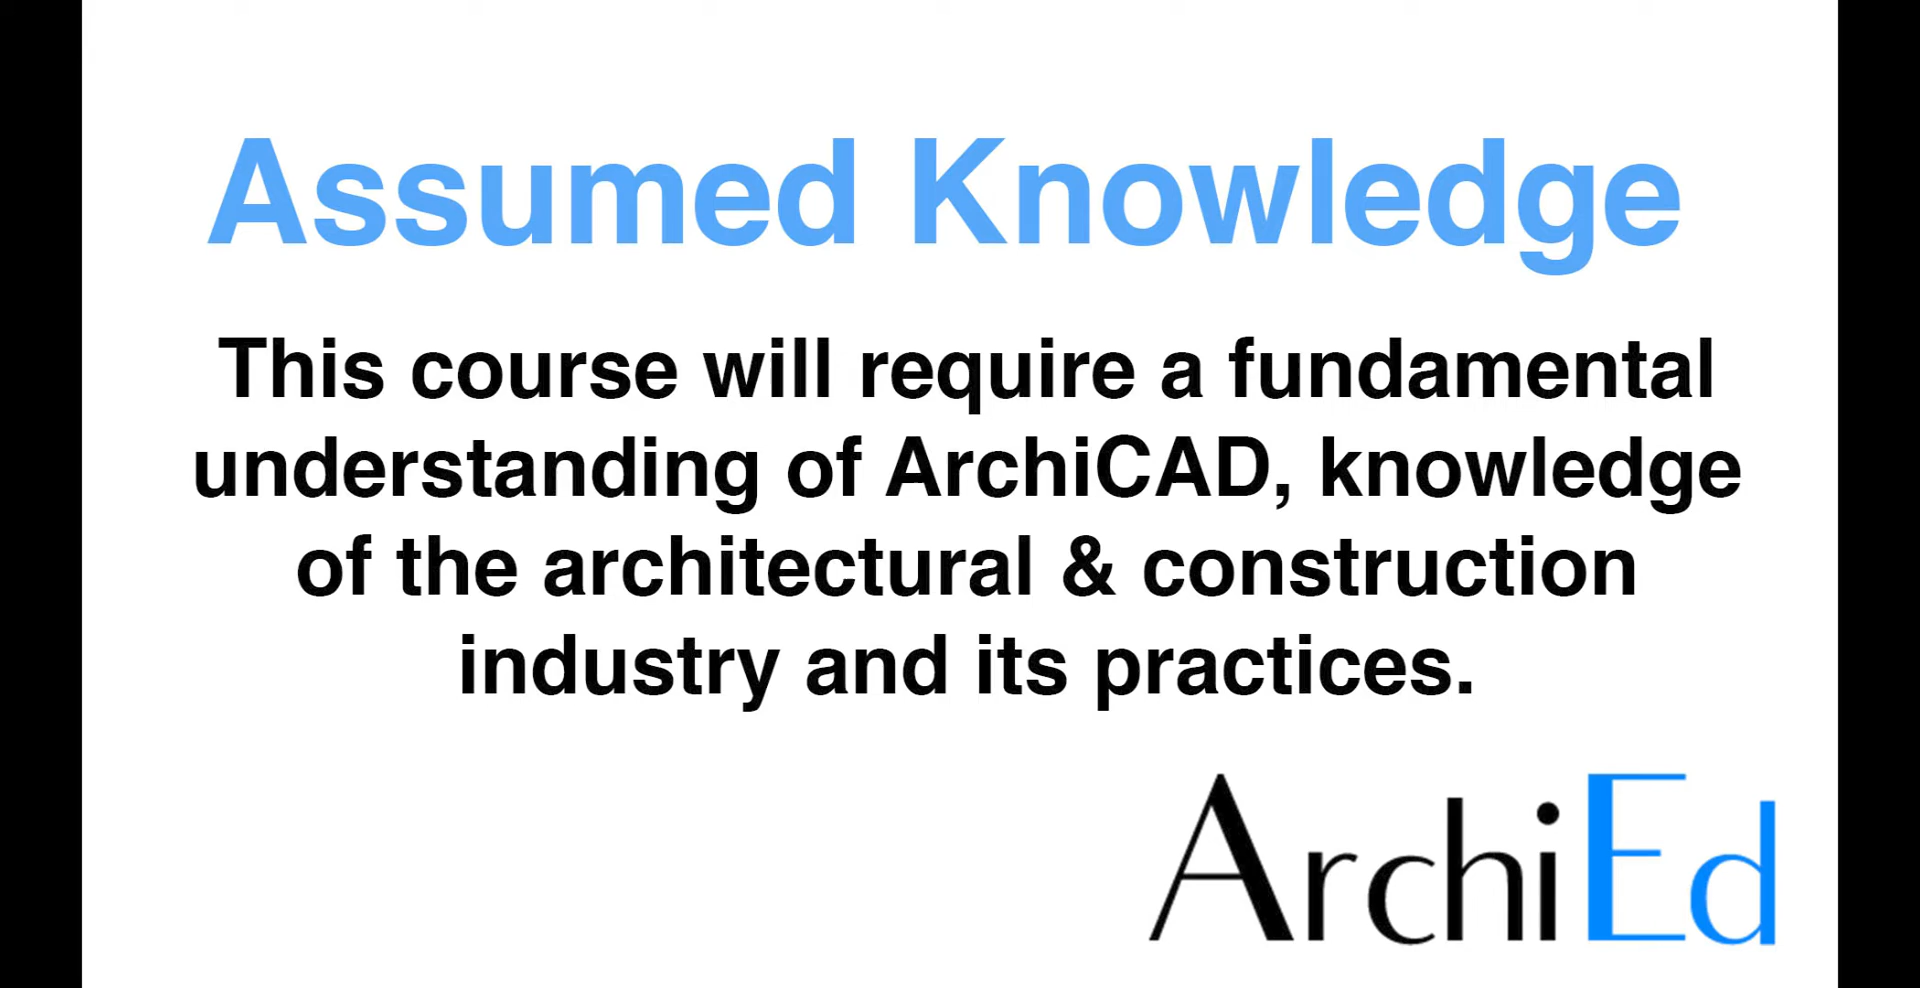 Assumed Knowledge
This course will require a fundamental
understanding of ArchiCAD, knowledge
of the architectural & construction
industry and its practices.
ArchiEd